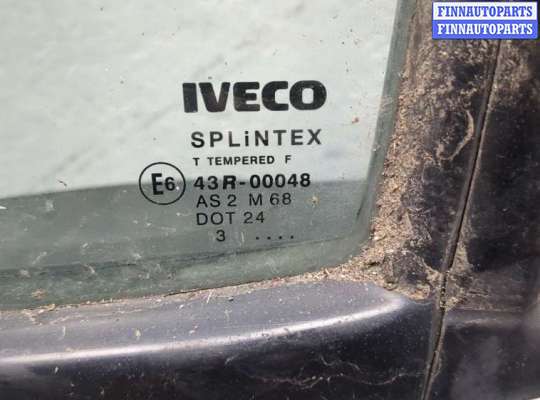 FINNAUTOPARTS
FINNAUTOPARTS
IVECO
SPLiNTEX
T TEMPERED F
E6 43R-00048
AS 2 M 68
DOT 24
3 ....